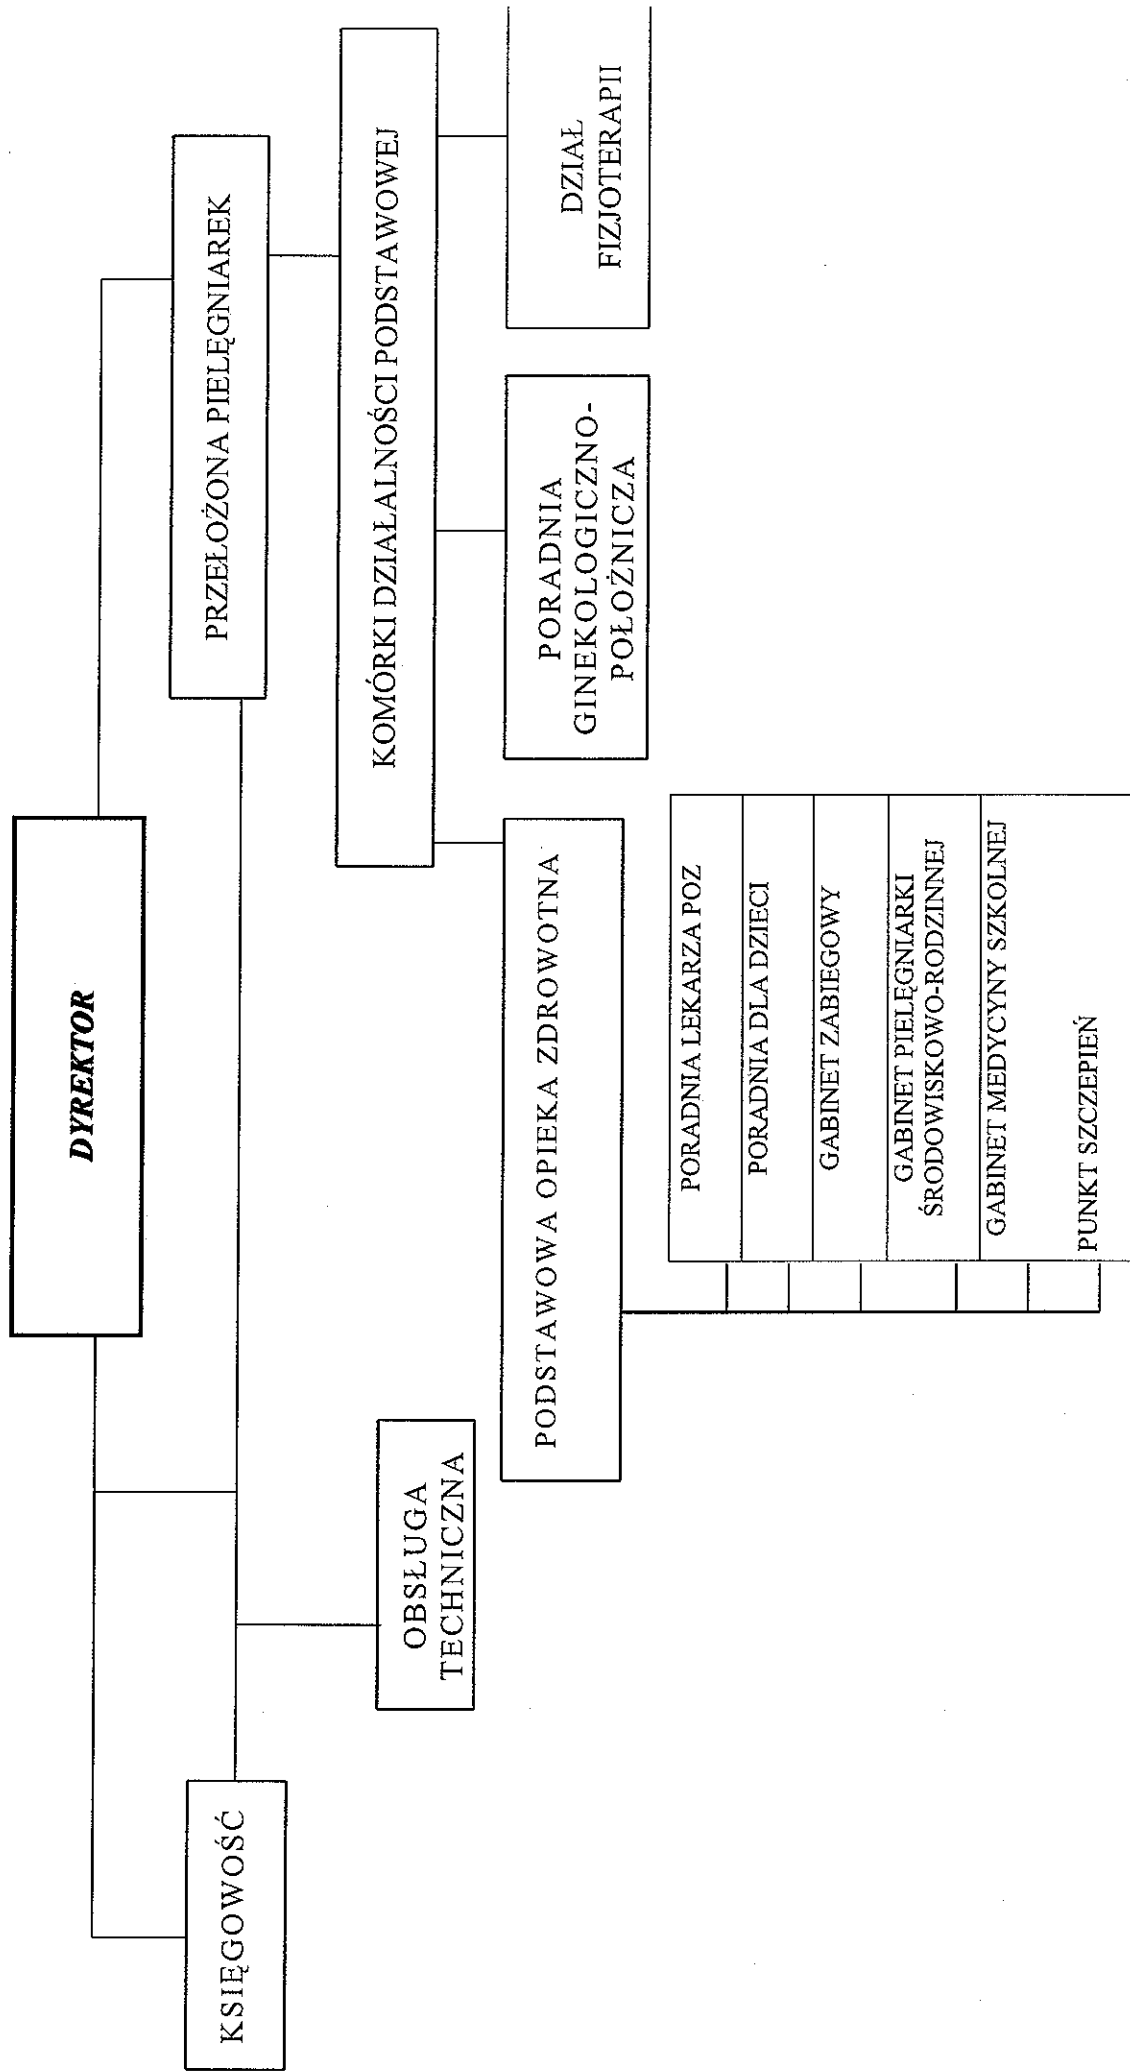 DYREKTOR
KSIĘGOWOŚĆ
PRZEŁOŻONA PIELĘGNIAREK
OBSŁUGA
TECHNICZNA
KOMÓRKI DZIAŁALNOŚCI PODSTAWOWEJ
PODSTAWOWA OPIEKA ZDROWOTNA
PORADNIA
GINEKOLOGICZNO-
POŁOŻNICZA
DZIAŁ
FIZJOTERAPII
PORADNIA LEKARZA POZ
PORADNIA DLA DZIECI
GABINET ZABIEGOWY
GABINET PIELĘGNIARKI
ŚRODOWISKOWO-RODZINNEJ
GABINET MEDYCYNY SZKOLNEJ
PUNKT SZCZEPIEŃ